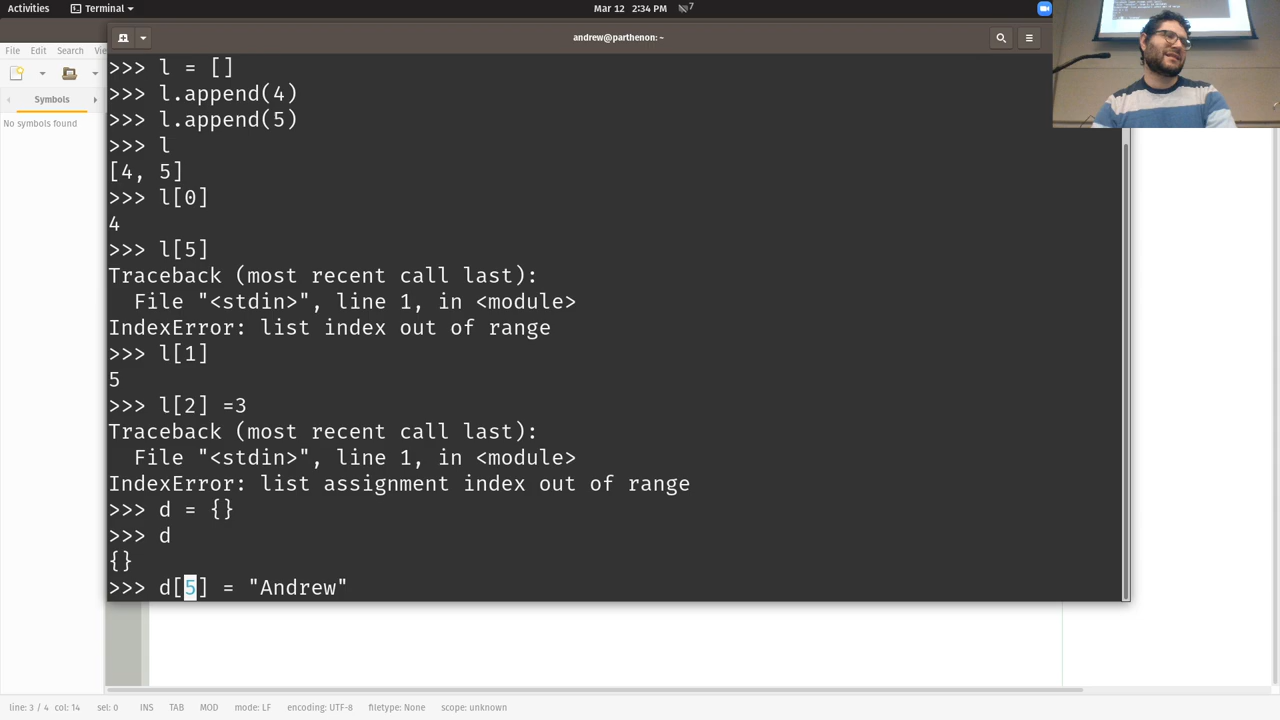 Activities
Terminal
Mar 12 2:34 PM
7
File Edit Search Vie
andrew@parthenon: ~
Symbols
No symbols found
>>> l = []
>>> l.append(4)
>>> l.append(5)
>>> l
[4, 5]
>>> l[0]
4
>>> l[5]
Traceback (most recent call last):
  File "<stdin>", line 1, in <module>
IndexError: list index out of range
>>> l[1]
5
>>> l[2] =3
Traceback (most recent call last):
  File "<stdin>", line 1, in <module>
IndexError: list assignment index out of range
>>> d = {}
>>> d
{}
>>> d[5] = "Andrew"
line: 3 / 4 col: 14 sel: 0 INS TAB MOD mode: LF encoding: UTF-8 filetype: None scope: unknown